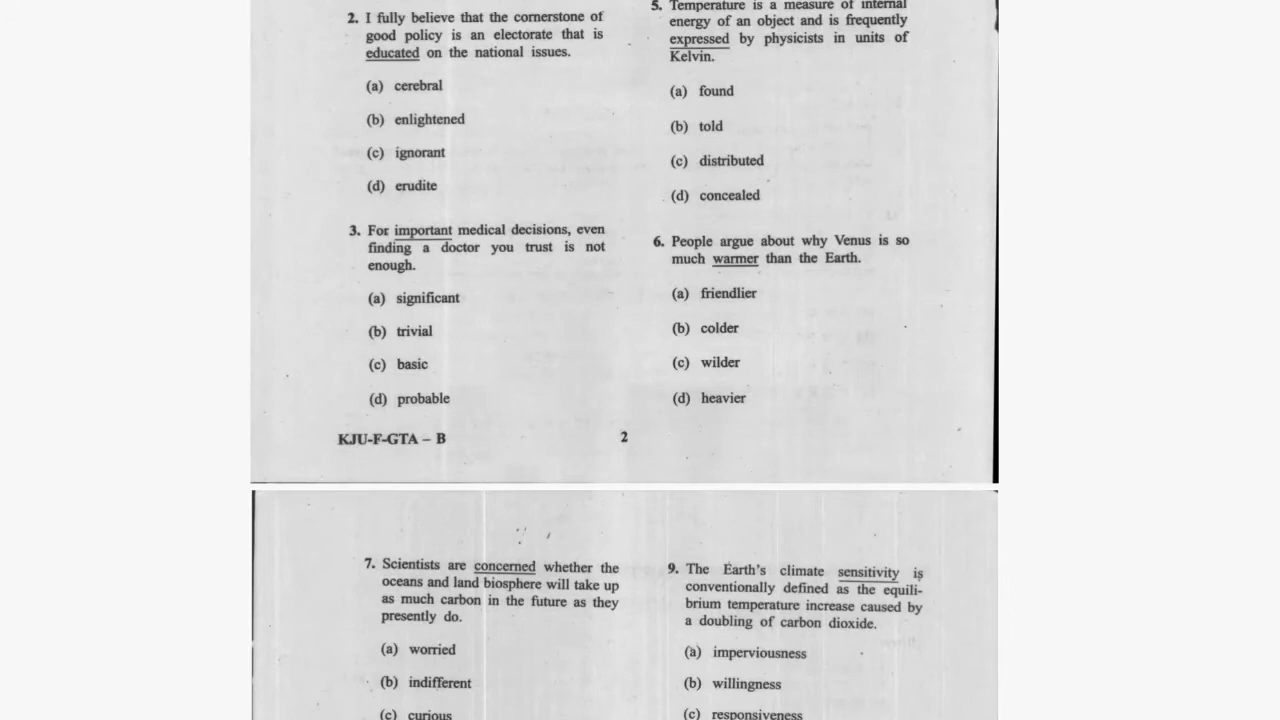 2. I fully believe that the cornerstone of
good policy is an electorate that is
educated on the national issues.
(a) cerebral
(b) enlightened
(c) ignorant
(d) erudite
3. For important medical decisions, even
finding a doctor you trust is not
enough.
(a) significant
(b) trivial
(c) basic
(d) probable
5. Temperature is a measure of internal
energy of an object and is frequently
expressed by physicists in units of
Kelvin.
(a) found
(b) told
(c) distributed
(d) concealed
6. People argue about why Venus is so
much warmer than the Earth.
(a) friendlier
(b) colder
(c) wilder
(d) heavier
KJU-F-GTA – B
2
7. Scientists are concerned whether the
oceans and land biosphere will take up
as much carbon in the future as they
presently do.
(a) worried
(b) indifferent
(c) curious
9. The Earth's climate sensitivity is
conventionally defined as the equili-
brium temperature increase caused by
a doubling of carbon dioxide.
(a) imperviousness
(b) willingness
(c) responsiveness